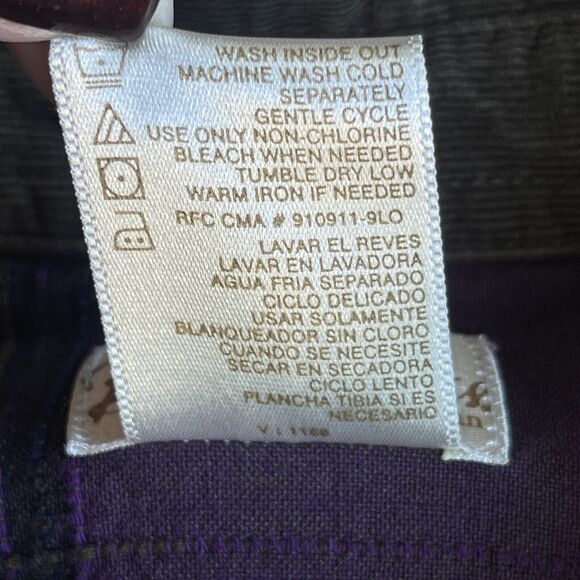 WASH INSIDE OUT
MACHINE WASH COLD
SEPARATELY
GENTLE CYCLE
USE ONLY NON-CHLORINE
BLEACH WHEN NEEDED
TUMBLE DRY LOW
WARM IRON IF NEEDED
RFC CMA # 910911-9LO
LAVAR EL REVES
LAVAR EN LAVADORA
AGUA FRIA SEPARADO
CICLO DELICADO
USAR SOLAMENTE
BLANQUEADOR SIN CLORO
CUANDO SE NECESITE
SECAR EN SECADORA
CICLO LENTO
PLANCHA TIBIA SI ES
NECESARIO
V : 1166